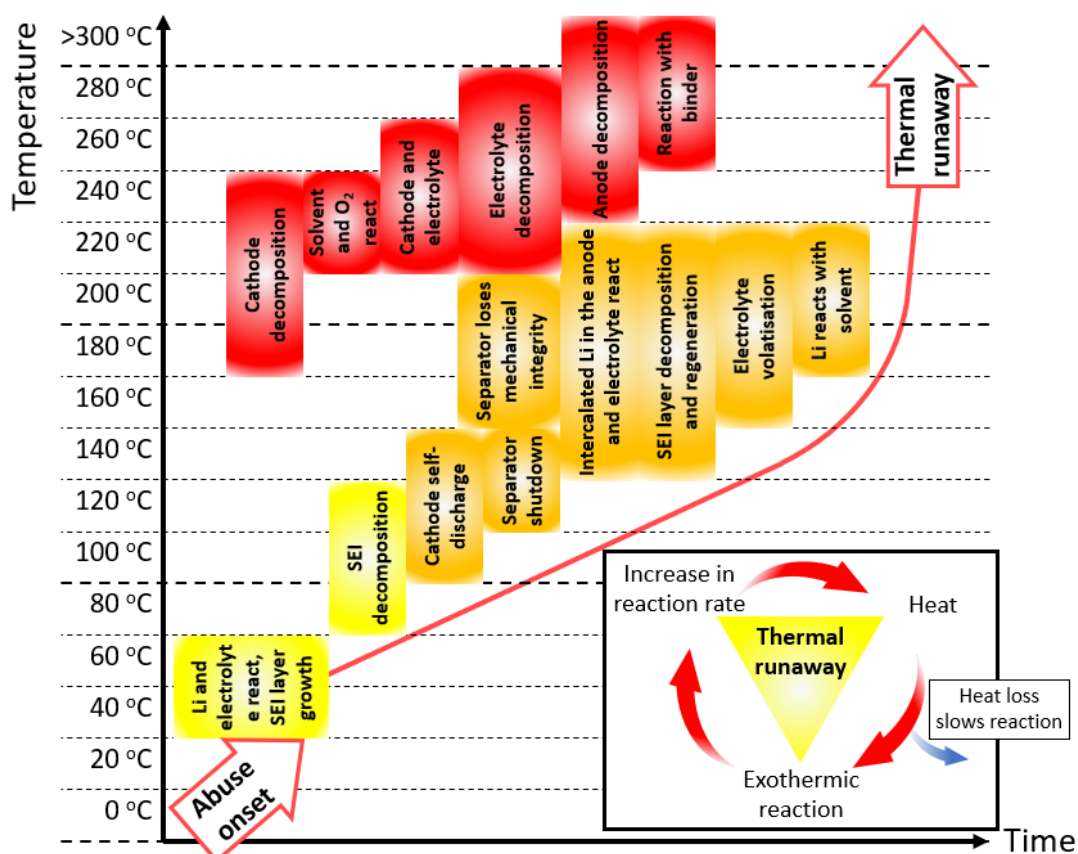 Temperature
>300 °C
280 °C
260 °C
240 °C
220 °C
200 °C
180 °C
160 °C
140 °C
120 °C
100 °C
80 °C
60 °C
40 °C
20 °C
0 °C
Time
Abuse
onset
Li and
electrolyt
e react,
SEI layer
growth
SEI
decomposition
Cathode self-
discharge
Separator
shutdown
Separator loses
mechanical
integrity
Intercalated Li in the anode
and electrolyte react
SEI layer decomposition
and regeneration
Electrolyte
volatisation
Li reacts with
solvent
Cathode
decomposition
Solvent
and O₂
react
Cathode and
electrolyte
Electrolyte
decomposition
Anode decomposition
Reaction with
binder
Thermal
runaway
Increase in
reaction rate
Heat
Thermal
runaway
Heat loss
slows reaction
Exothermic
reaction